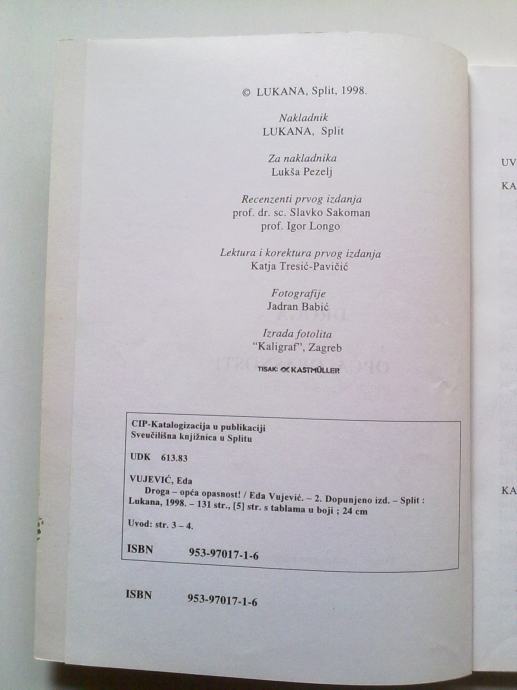 © LUKANA, Split, 1998.
Nakladnik
LUKANA, Split
Za nakladnika
Lukša Pezelj
Recenzenti prvog izdanja
prof. dr. sc. Slavko Sakoman
prof. Igor Longo
Lektura i korektura prvog izdanja
Katja Tresić-Pavičić
Fotografije
Jadran Babić
Izrada fotolita
"Kaligraf", Zagreb
TISAK: KASTMÜLLER
CIP-Katalogizacija u publikaciji
Sveučilišna knjižnica u Splitu
UDK 613.83
VUJEVIĆ, Eda
Droga – opća opasnost! / Eda Vujević. – 2. Dopunjeno izd. – Split :
Lukana, 1998. – 131 str., [5] str. s tablama u boji ; 24 cm
Uvod: str. 3 – 4.
ISBN 953-97017-1-6
ISBN 953-97017-1-6
UV
KA
KA